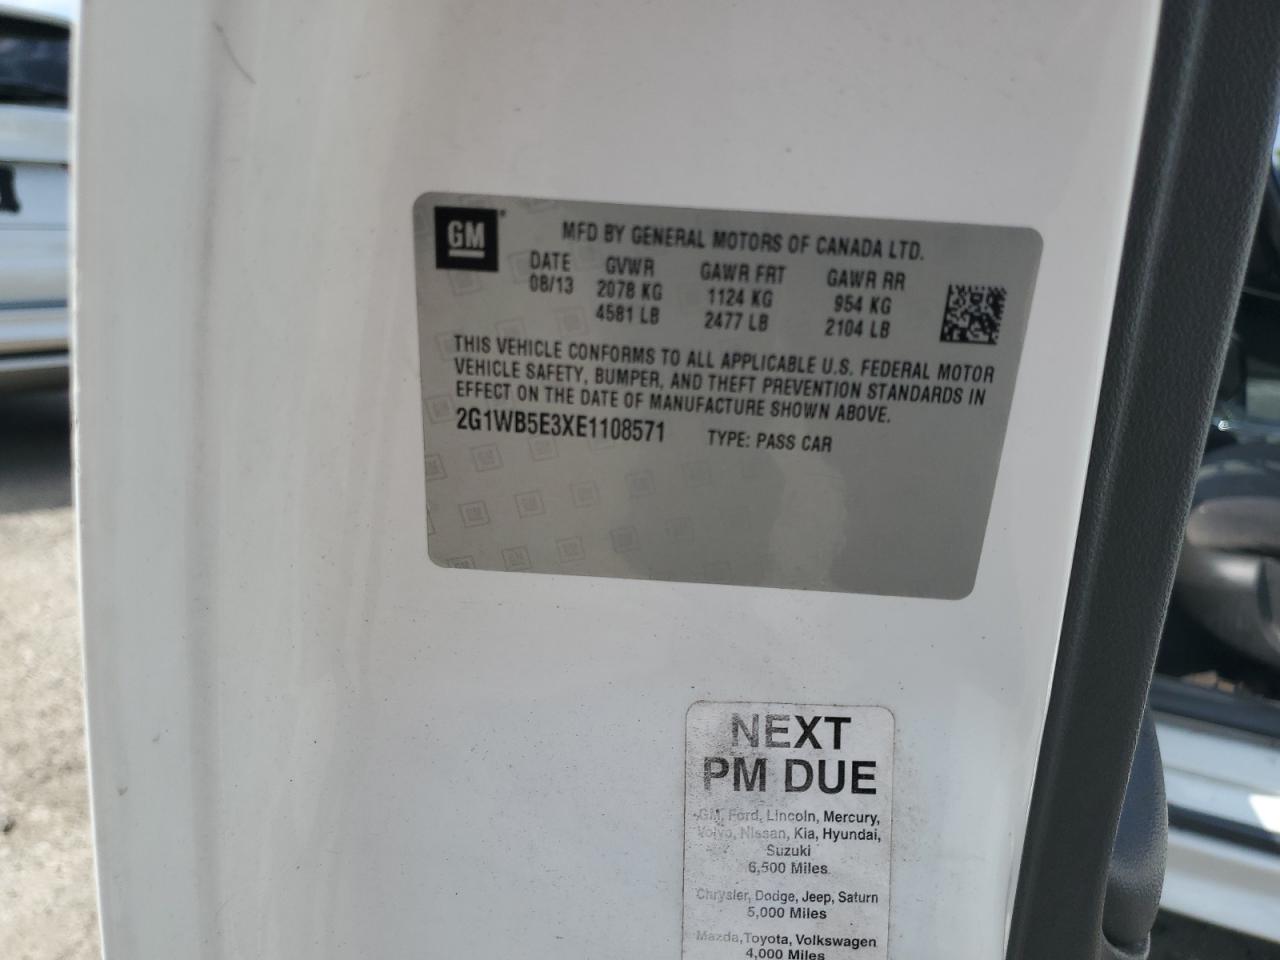 GM
MFD BY GENERAL MOTORS OF CANADA LTD.
DATE GVWR GAWR FRT GAWR RR
08/13 2078 KG 1124 KG 954 KG
4581 LB 2477 LB 2104 LB
THIS VEHICLE CONFORMS TO ALL APPLICABLE U.S. FEDERAL MOTOR
VEHICLE SAFETY, BUMPER, AND THEFT PREVENTION STANDARDS IN
EFFECT ON THE DATE OF MANUFACTURE SHOWN ABOVE.
2G1WB5E3XE1108571 TYPE: PASS CAR
NEXT
PM DUE
GM, Ford, Lincoln, Mercury,
Volvo, Nissan, Kia, Hyundai,
Suzuki
6,500 Miles
Chrysler, Dodge, Jeep, Saturn
5,000 Miles
Mazda, Toyota, Volkswagen
4,000 Miles